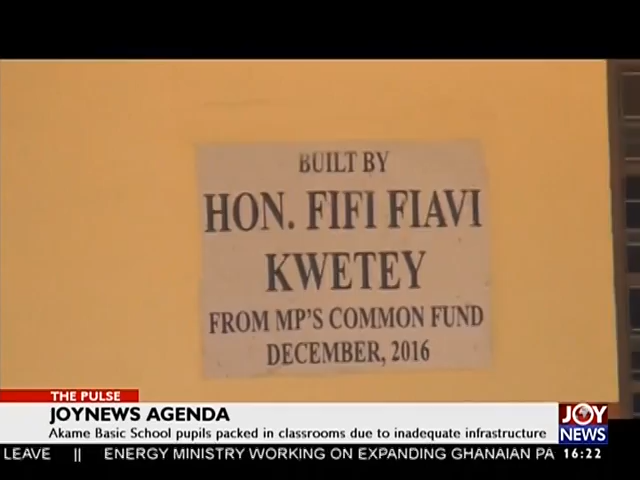 BUILT BY
HON. FIFI FIAVI
KWETEY
FROM MP'S COMMON FUND
DECEMBER, 2016
THE PULSE
JOYNEWS AGENDA
Akame Basic School pupils packed in classrooms due to inadequate infrastructure
JOY
NEWS
LEAVE || ENERGY MINISTRY WORKING ON EXPANDING GHANAIAN PA 16:22